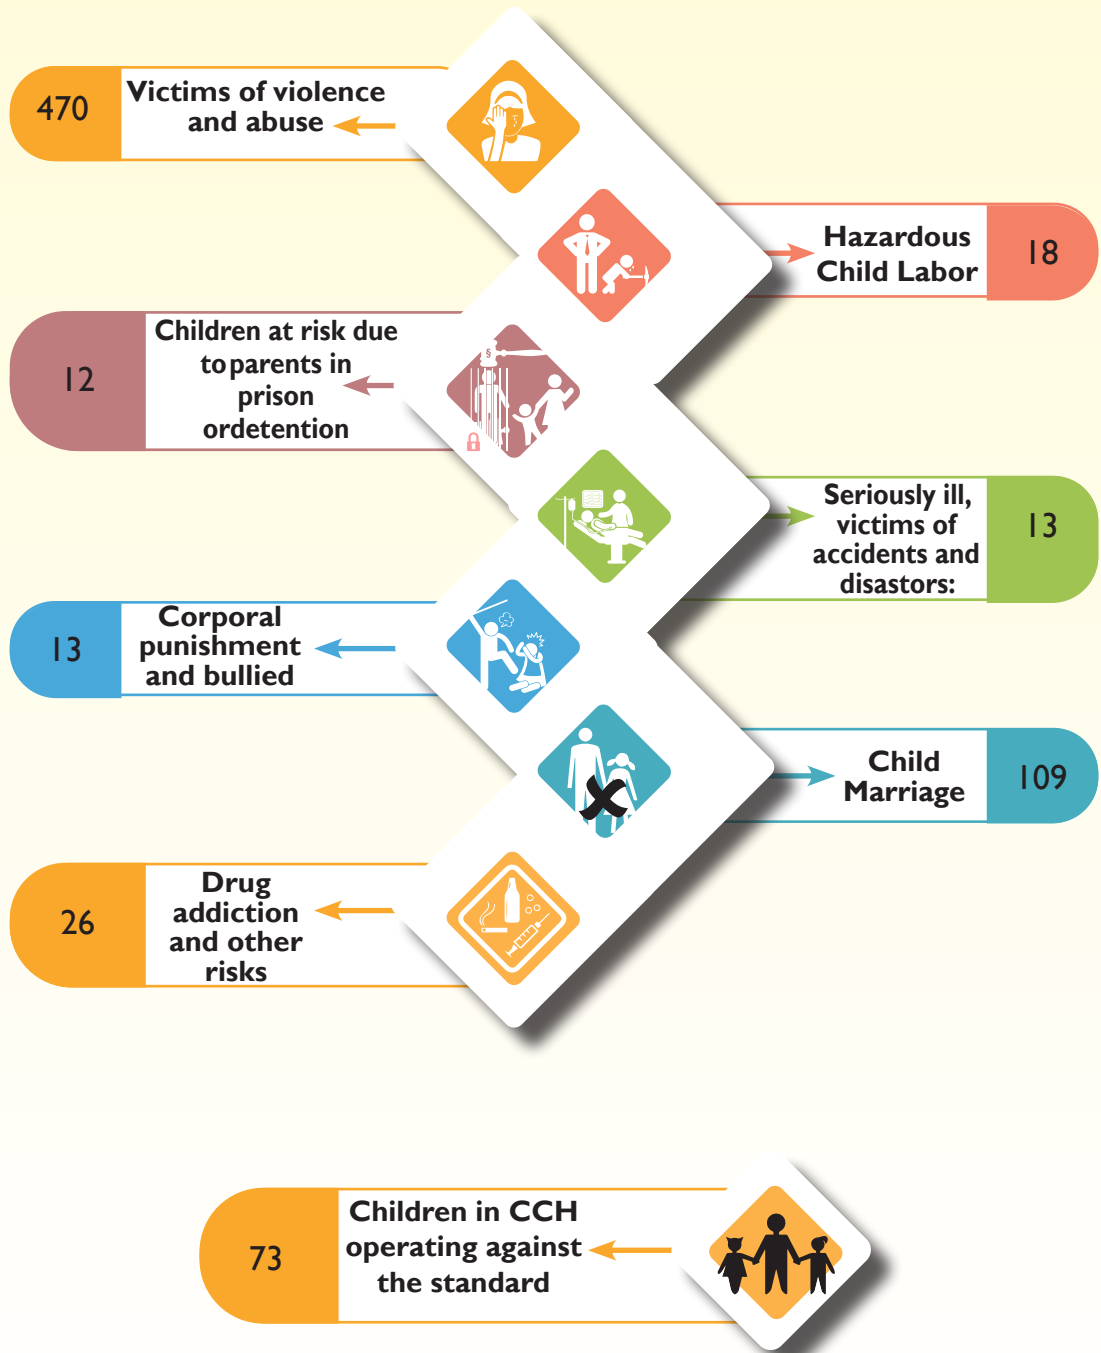 470
Victims of violence
and abuse
Hazardous
Child Labor
18
12
Children at risk due
to parents in
prison
ordetention
Seriously ill,
victims of
accidents and
disastors:
13
13
Corporal
punishment
and bullied
Child
Marriage
109
26
Drug
addiction
and other
risks
73
Children in CCH
operating against
the standard
§